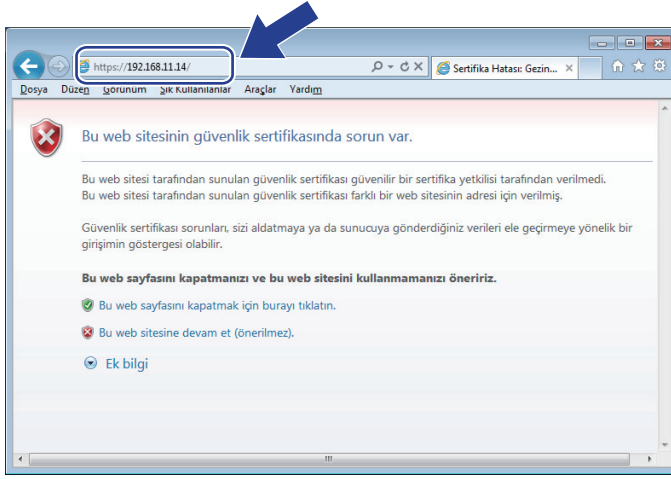 https://192.168.11.14/
Sertifika Hatası: Gezin...
Dosya Düzen Görünüm Sık Kullanılanlar Araçlar Yardım
Bu web sitesinin güvenlik sertifikasında sorun var.
Bu web sitesi tarafından sunulan güvenlik sertifikası güvenilir bir sertifika yetkilisi tarafından verilmedi.
Bu web sitesi tarafından sunulan güvenlik sertifikası farklı bir web sitesinin adresi için verilmiş.
Güvenlik sertifikası sorunları, sizi aldatmaya ya da sunucuya gönderdiğiniz verileri ele geçirmeye yönelik bir
girişimin göstergesi olabilir.
Bu web sayfasını kapatmanızı ve bu web sitesini kullanmamanızı öneririz.
Bu web sayfasını kapatmak için burayı tıklatın.
Bu web sitesine devam et (önerilmez).
Ek bilgi